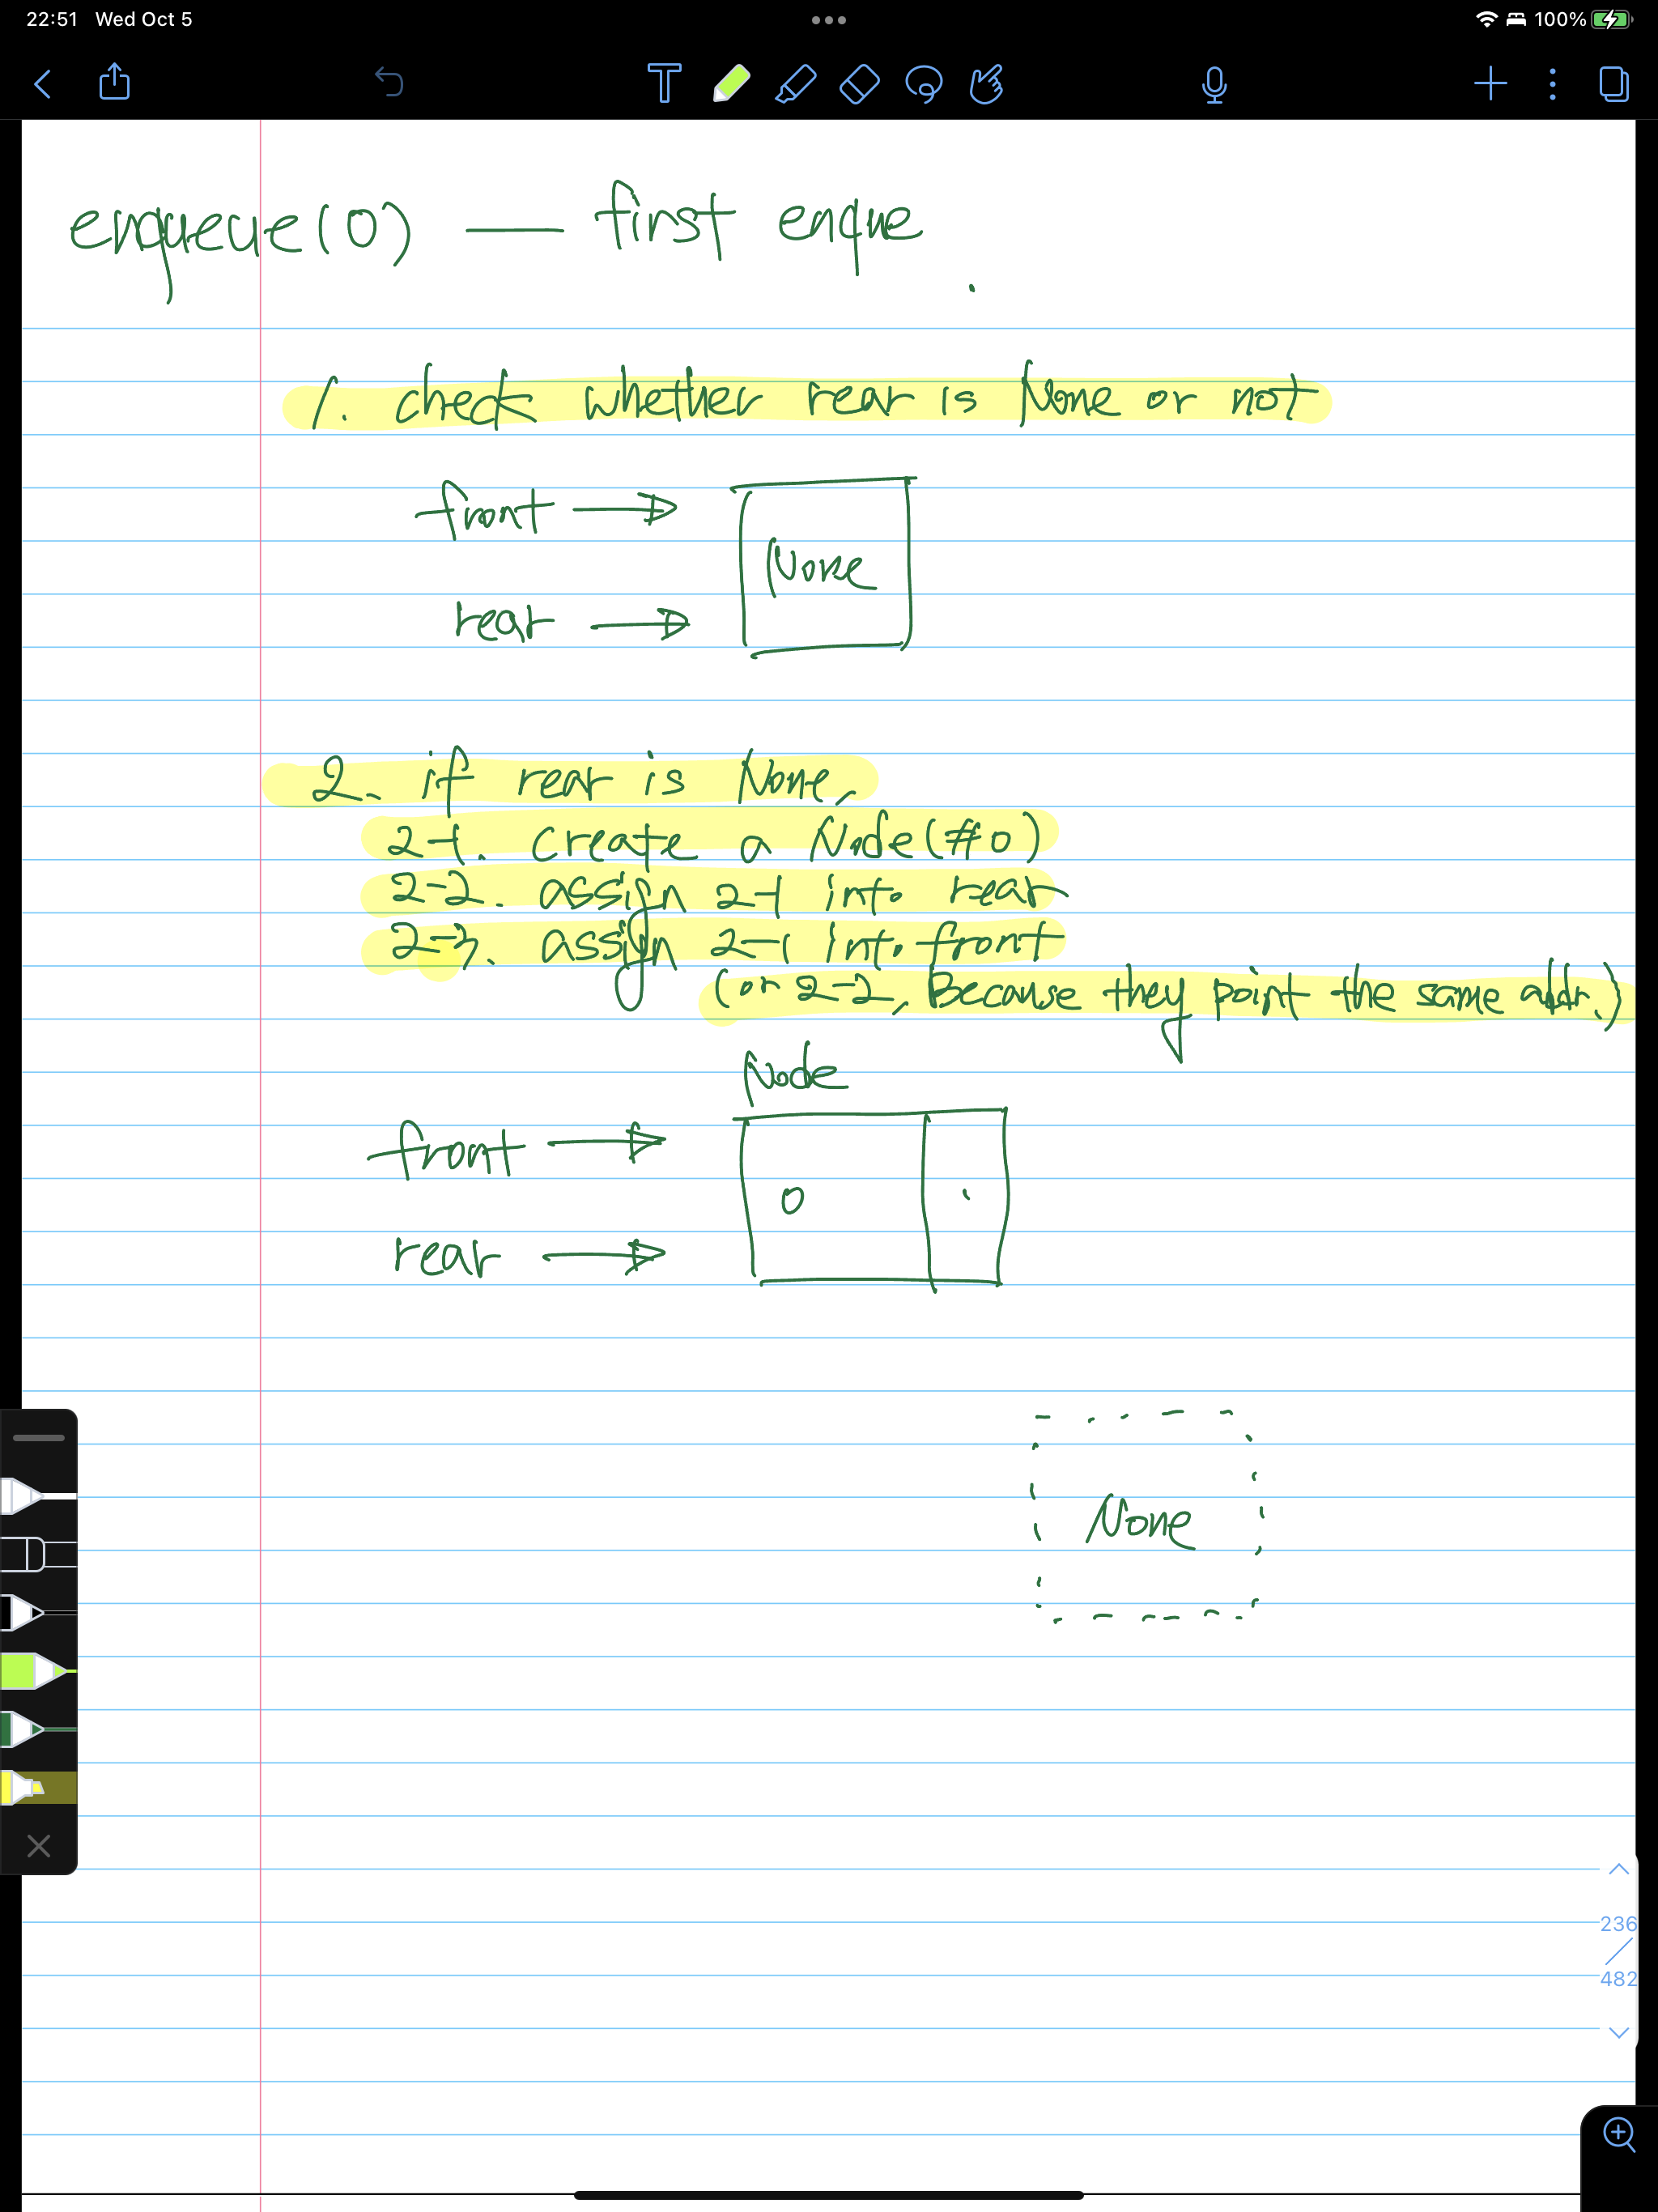 22:51 Wed Oct 5
100%
enqueue(0) — first enque.
1. check whether rear is None or not
front →
None
rear →
2. if rear is None,
2-1. create a Node(#0)
2-2. assign 2-1 into rear
2-3. assign 2-1 into front
(or 2-2, Because they point the same addr.)
Node
front →
0
rear →
None
236
482